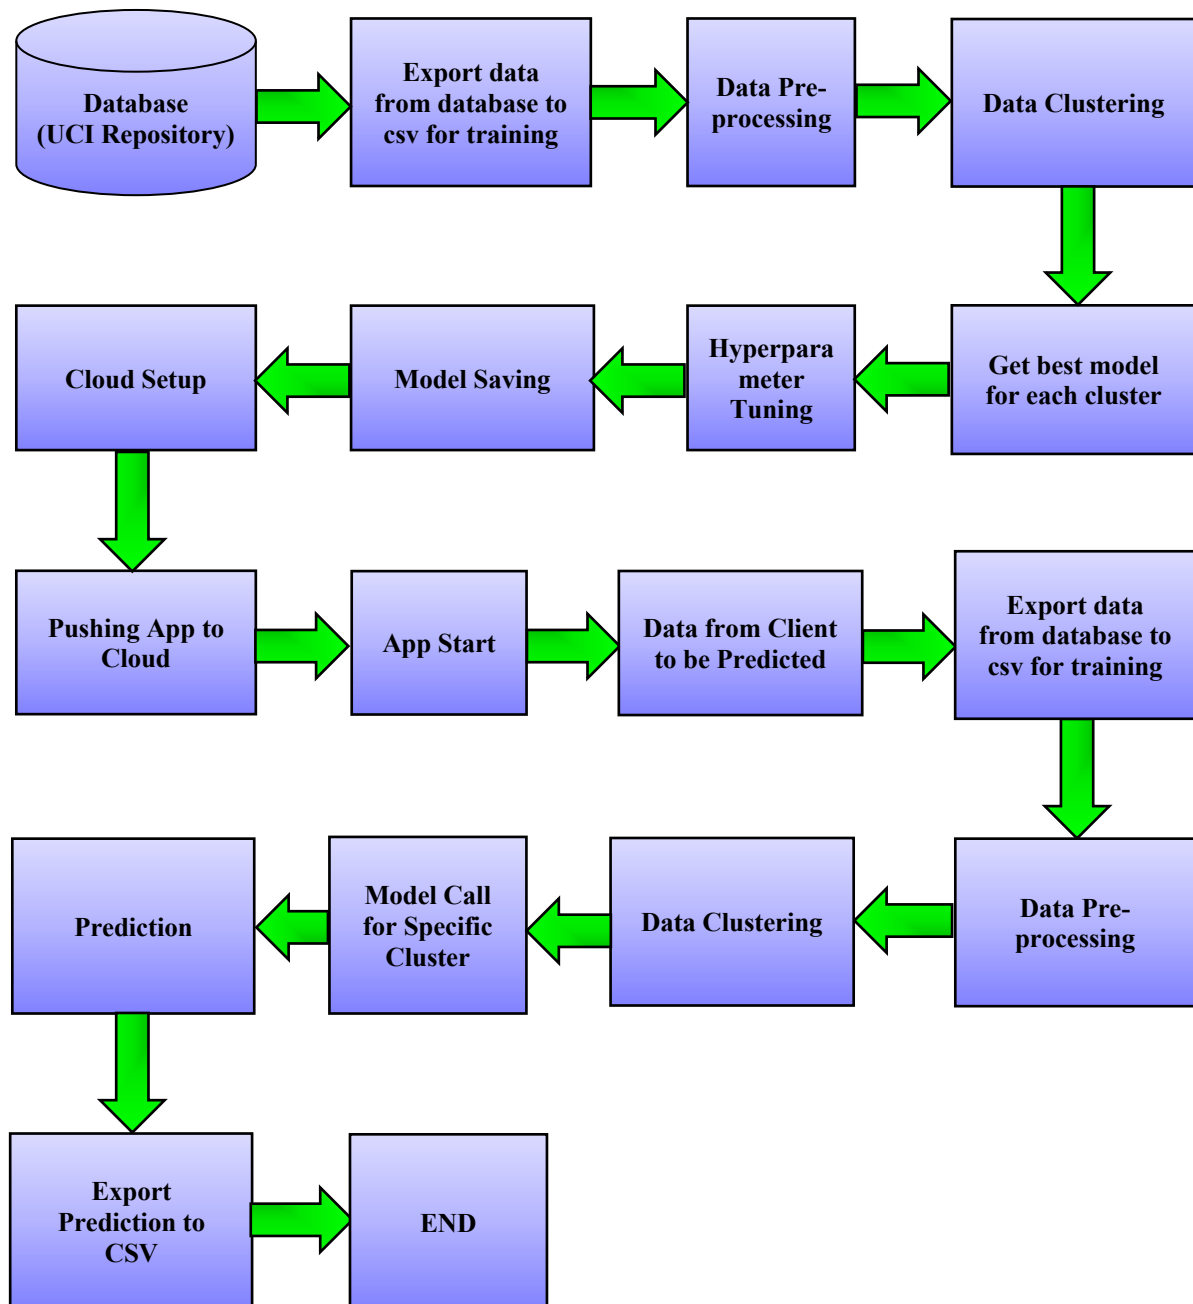 Database
(UCI Repository)
Export data
from database to
csv for training
Data Pre-
processing
Data Clustering
Get best model
for each cluster
Hyperpara
meter
Tuning
Model Saving
Cloud Setup
Pushing App to
Cloud
App Start
Data from Client
to be Predicted
Export data
from database to
csv for training
Data Pre-
processing
Data Clustering
Model Call
for Specific
Cluster
Prediction
Export
Prediction to
CSV
END